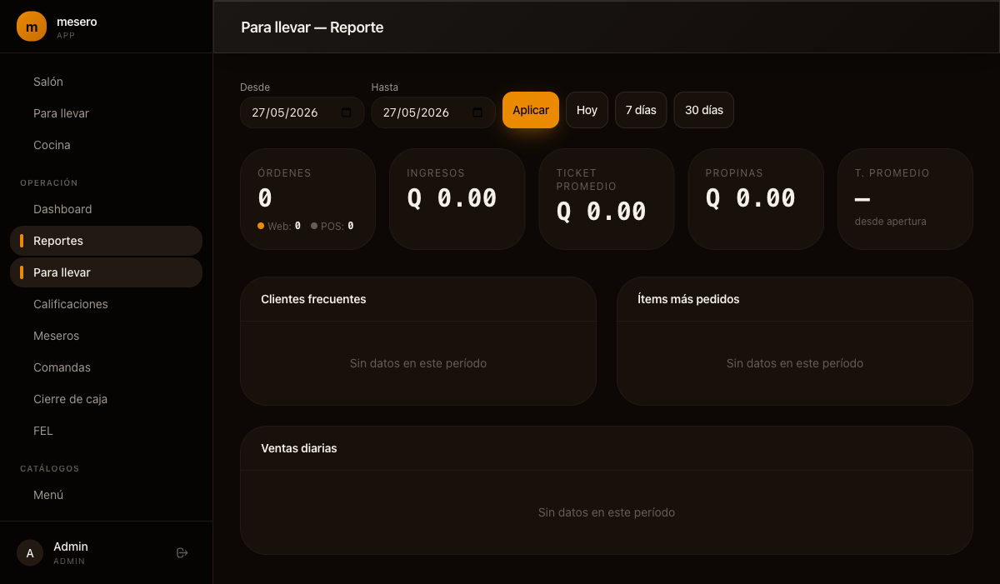 m
mesero
APP
Salón
Para llevar
Cocina
OPERACIÓN
Dashboard
Reportes
Para llevar
Calificaciones
Meseros
Comandas
Cierre de caja
FEL
CATÁLOGOS
Menú
A
Admin
ADMIN
Para llevar — Reporte
Desde
27/05/2026
Hasta
27/05/2026
Aplicar
Hoy
7 días
30 días
ÓRDENES
0
Web: 0 POS: 0
INGRESOS
Q 0.00
TICKET
PROMEDIO
Q 0.00
PROPINAS
Q 0.00
T. PROMEDIO
—
desde apertura
Clientes frecuentes
Sin datos en este período
Ítems más pedidos
Sin datos en este período
Ventas diarias
Sin datos en este período